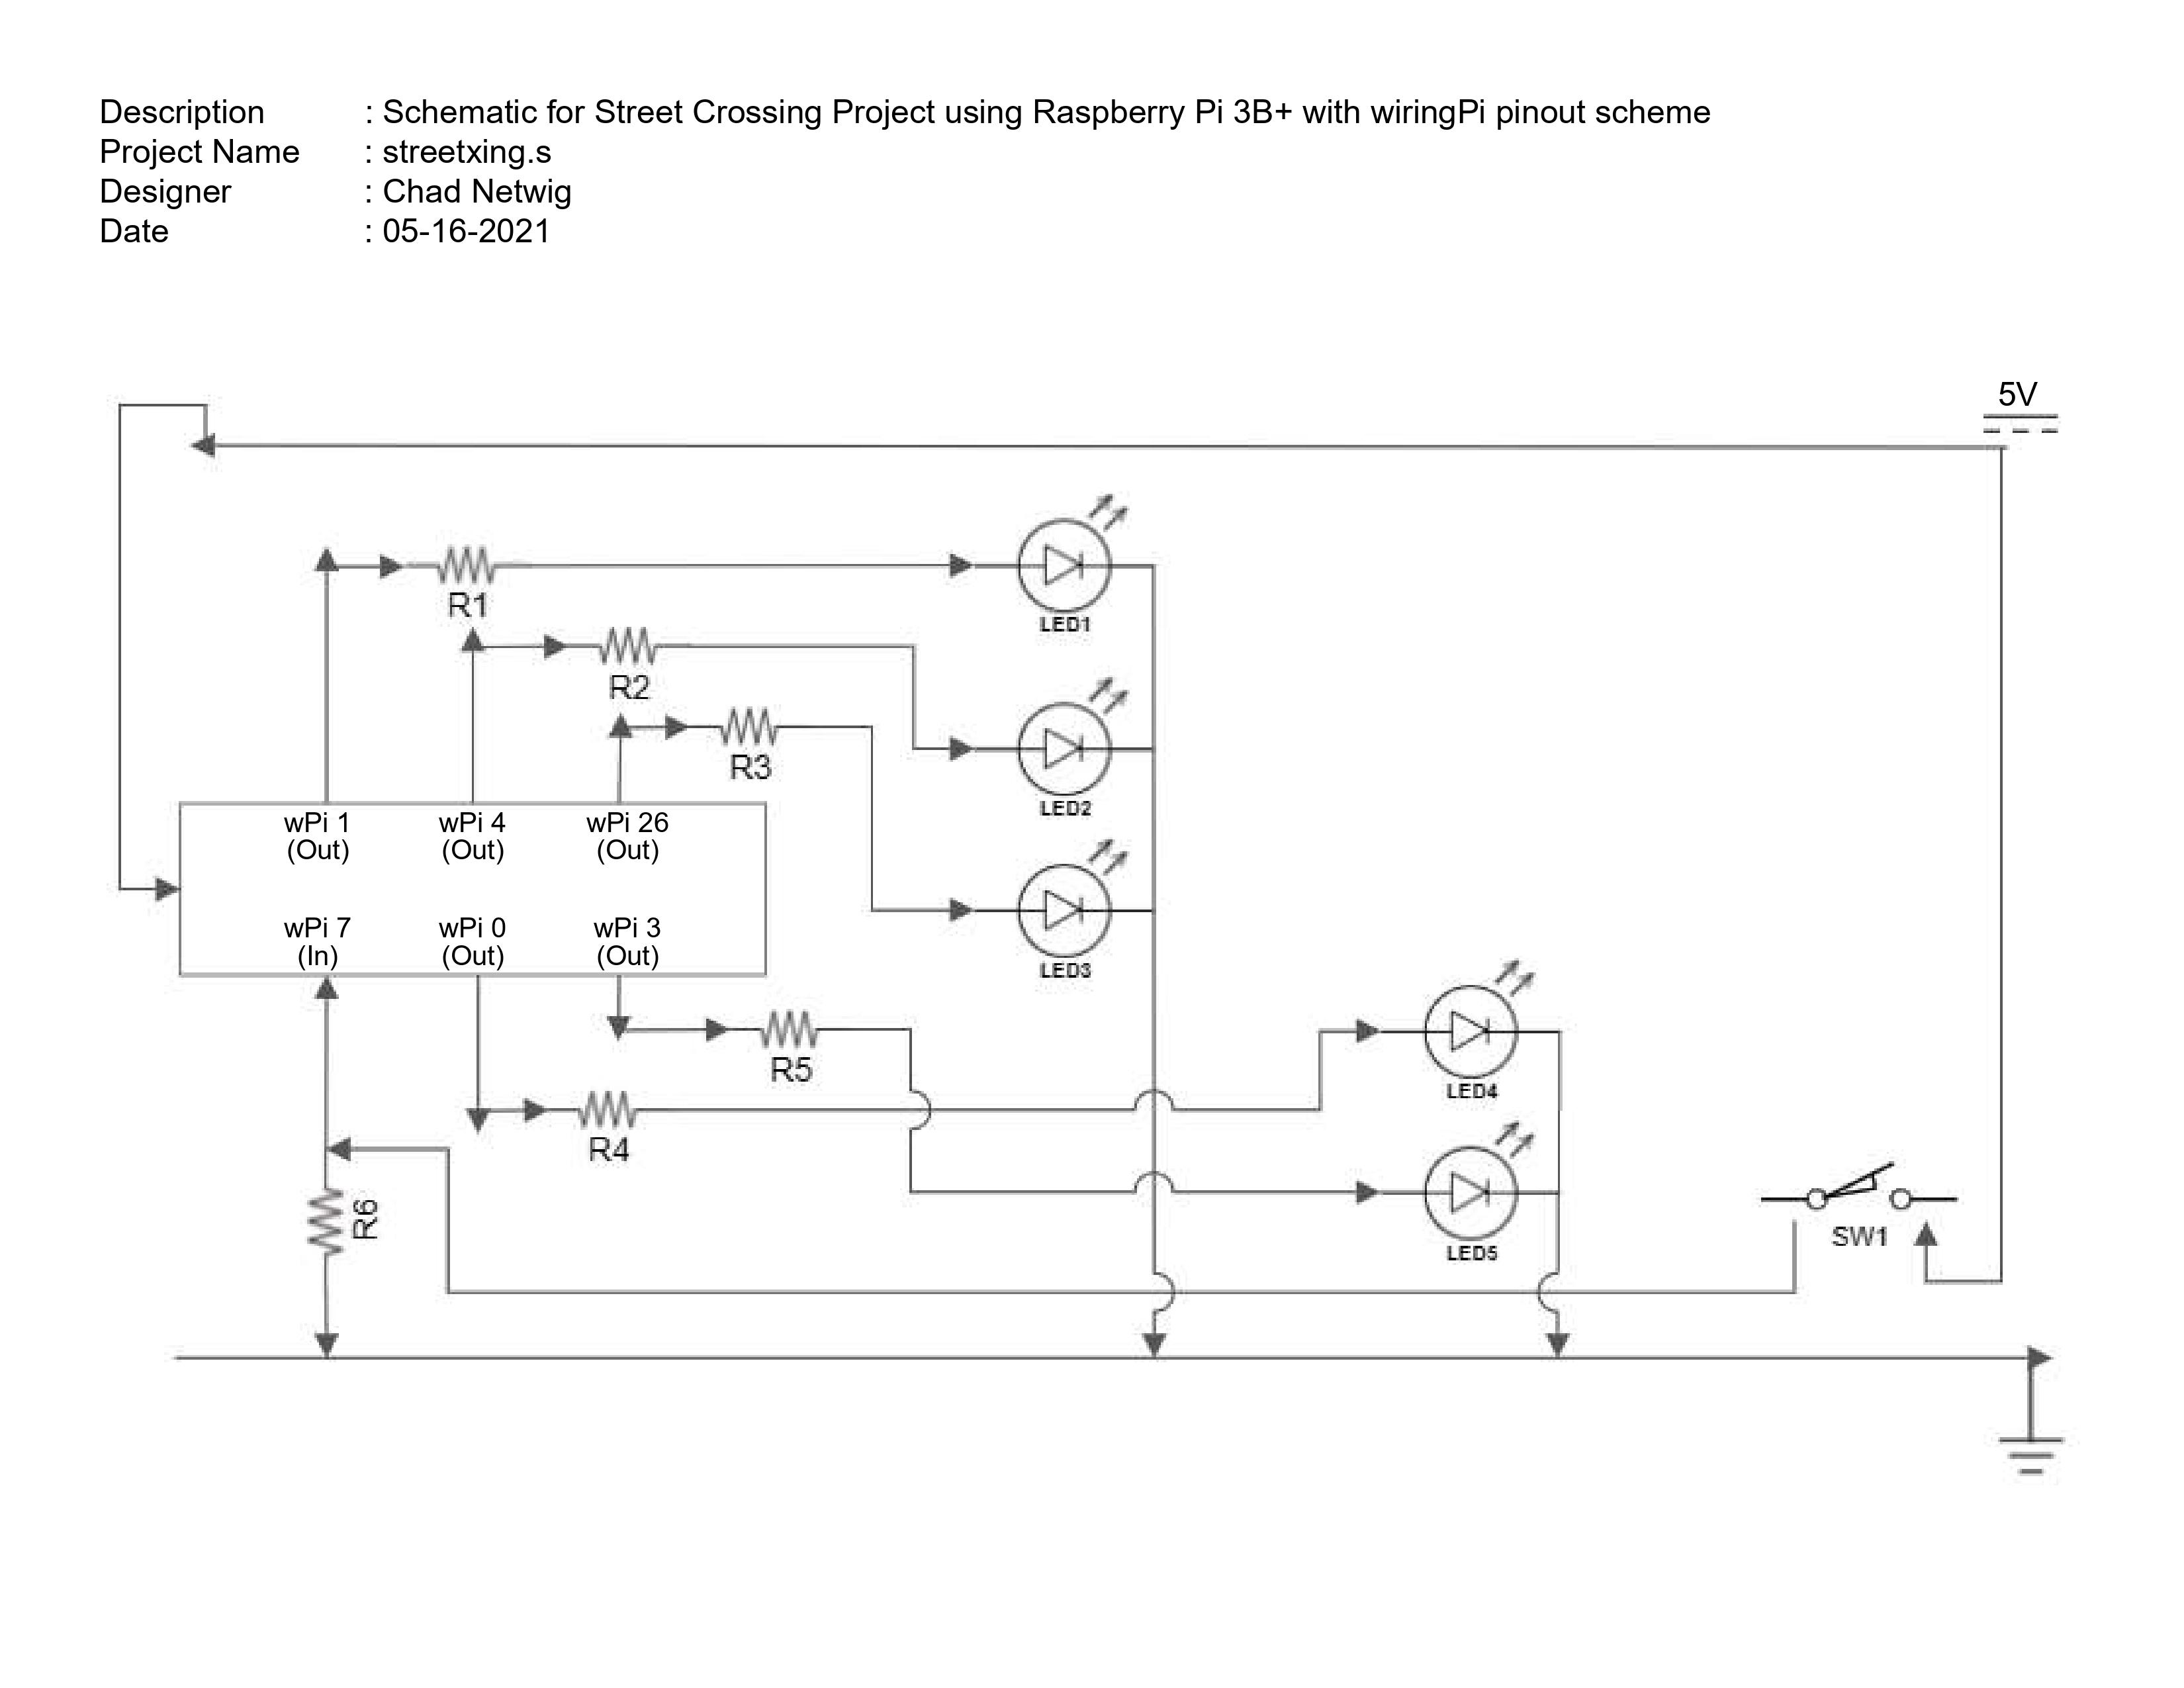 Description : Schematic for Street Crossing Project using Raspberry Pi 3B+ with wiringPi pinout scheme
Project Name : streetxing.s
Designer : Chad Netwig
Date : 05-16-2021
5V
R1
LED1
R2
R3
LED2
wPi 1 wPi 4 wPi 26
(Out) (Out) (Out)
wPi 7 wPi 0 wPi 3
(In) (Out) (Out)
LED3
R5
LED4
R4
R6
SW1
LED5